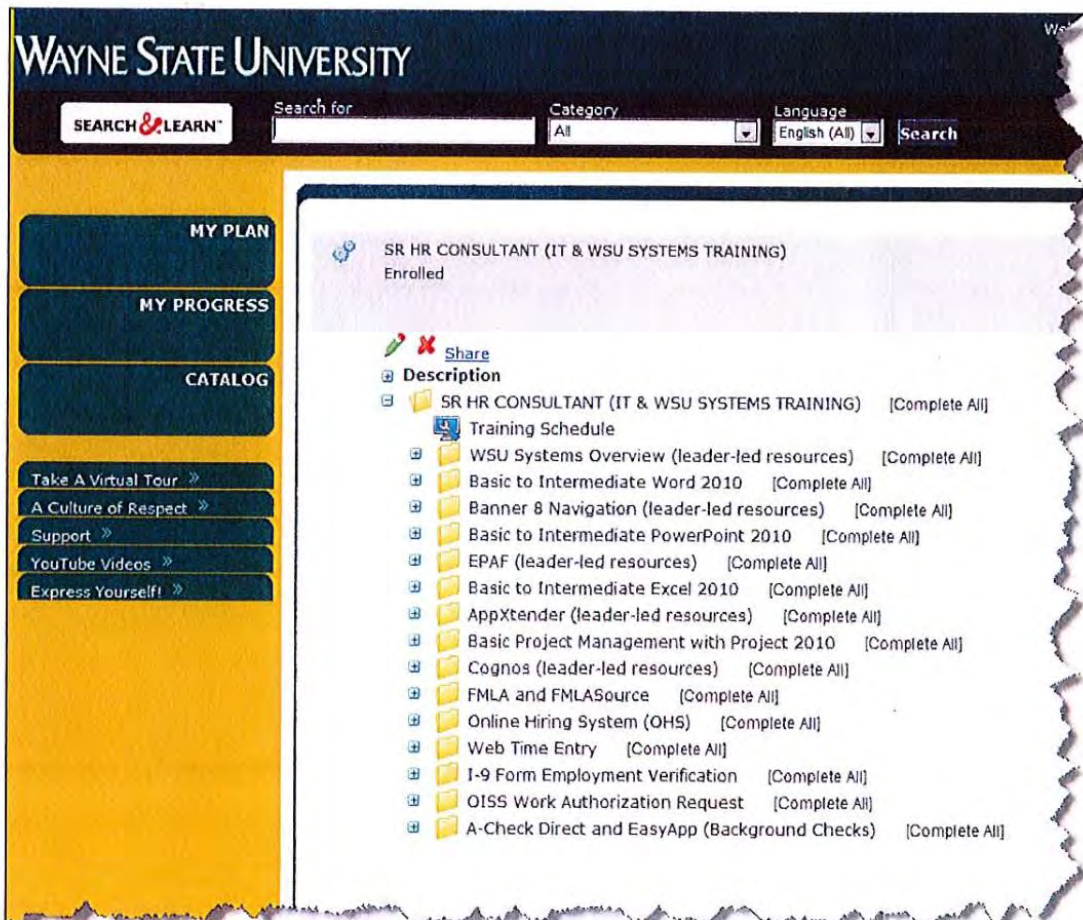 WAYNE STATE UNIVERSITY
SEARCH & LEARN™
Search for
Category
Language
All
English (All)
Search
MY PLAN
MY PROGRESS
CATALOG
Take A Virtual Tour »
A Culture of Respect »
Support »
YouTube Videos »
Express Yourself! »
SR HR CONSULTANT (IT & WSU SYSTEMS TRAINING)
Enrolled
Share
Description
SR HR CONSULTANT (IT & WSU SYSTEMS TRAINING) [Complete All]
Training Schedule
WSU Systems Overview (leader-led resources) [Complete All]
Basic to Intermediate Word 2010 [Complete All]
Banner 8 Navigation (leader-led resources) [Complete All]
Basic to Intermediate PowerPoint 2010 [Complete All]
EPAF (leader-led resources) [Complete All]
Basic to Intermediate Excel 2010 [Complete All]
AppXtender (leader-led resources) [Complete All]
Basic Project Management with Project 2010 [Complete All]
Cognos (leader-led resources) [Complete All]
FMLA and FMLASource [Complete All]
Online Hiring System (OHS) [Complete All]
Web Time Entry [Complete All]
I-9 Form Employment Verification [Complete All]
OISS Work Authorization Request [Complete All]
A-Check Direct and EasyApp (Background Checks) [Complete All]